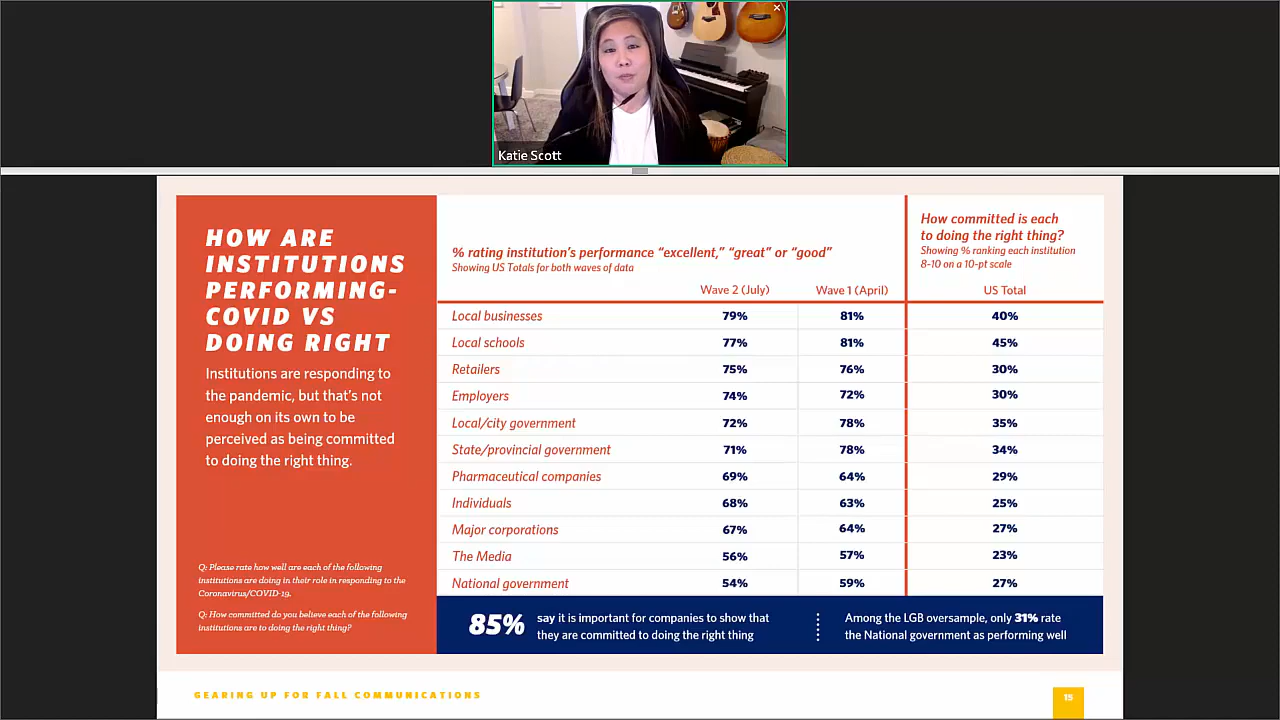 Katie Scott
HOW ARE
INSTITUTIONS
PERFORMING-
COVID VS
DOING RIGHT
Institutions are responding to
the pandemic, but that's not
enough on its own to be
perceived as being committed
to doing the right thing.
Q: Please rate how well are each of the following
institutions are doing in their role in responding to the
Coronavirus/COVID-19.
Q: How committed do you believe each of the following
institutions are to doing the right thing?
% rating institution's performance “excellent,” “great” or “good”
Showing US Totals for both waves of data
How committed is each
to doing the right thing?
Showing % ranking each institution
8-10 on a 10-pt scale
Wave 2 (July) Wave 1 (April) US Total
Local businesses 79% 81% 40%
Local schools 77% 81% 45%
Retailers 75% 76% 30%
Employers 74% 72% 30%
Local/city government 72% 78% 35%
State/provincial government 71% 78% 34%
Pharmaceutical companies 69% 64% 29%
Individuals 68% 63% 25%
Major corporations 67% 64% 27%
The Media 56% 57% 23%
National government 54% 59% 27%
85% say it is important for companies to show that
they are committed to doing the right thing
Among the LGB oversample, only 31% rate
the National government as performing well
GEARING UP FOR FALL COMMUNICATIONS
15